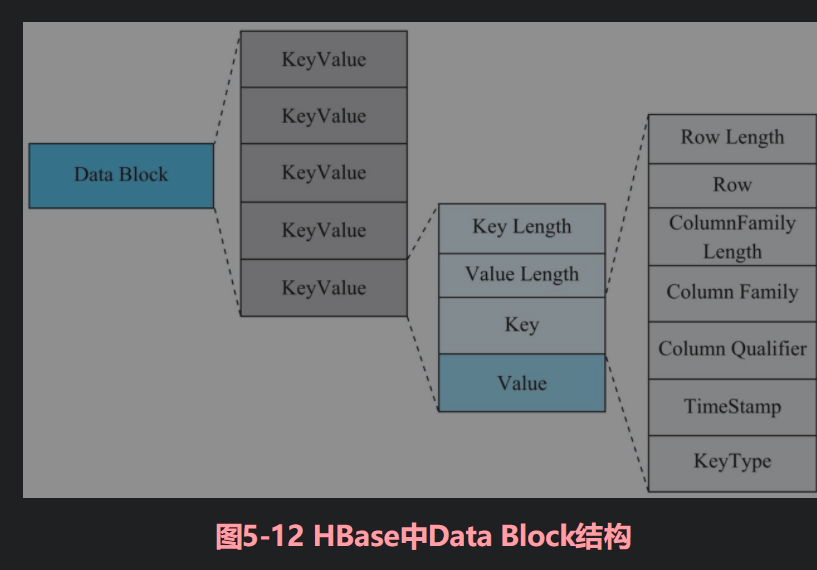 Data Block
KeyValue
KeyValue
KeyValue
KeyValue
KeyValue
Key Length
Value Length
Key
Value
Row Length
Row
ColumnFamily
Length
Column Family
Column Qualifier
TimeStamp
KeyType
图5-12 HBase中Data Block结构